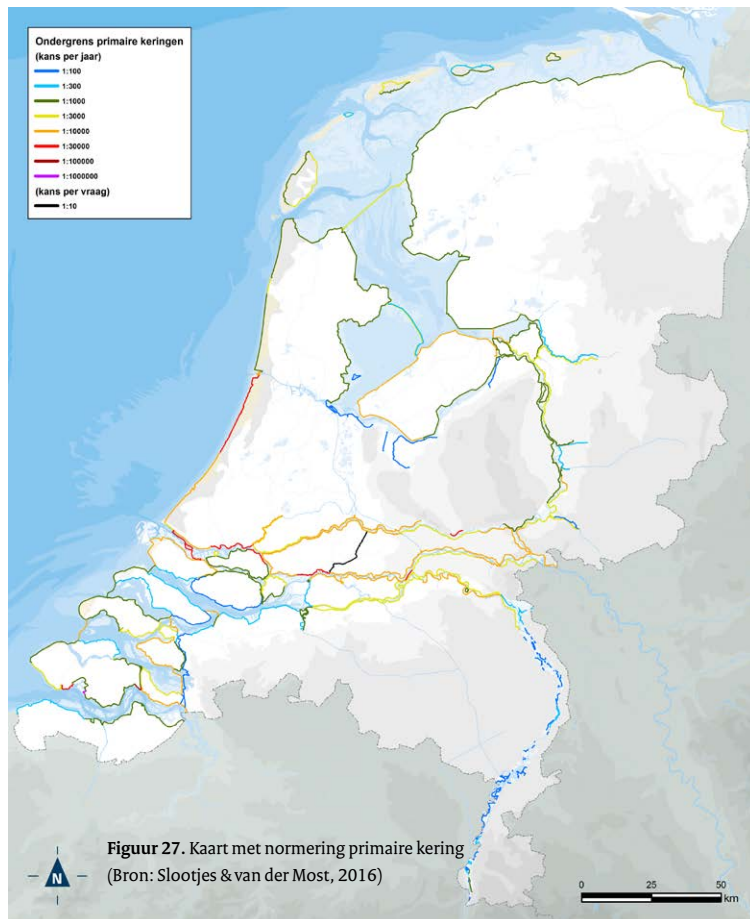 Ondergrens primaire keringen
(kans per jaar)
1:100
1:300
1:1000
1:3000
1:10000
1:30000
1:100000
1:1000000
(kans per vraag)
1:10
Figuur 27. Kaart met normering primaire kering
(Bron: Slootjes & van der Most, 2016)
N
0 25 50
km